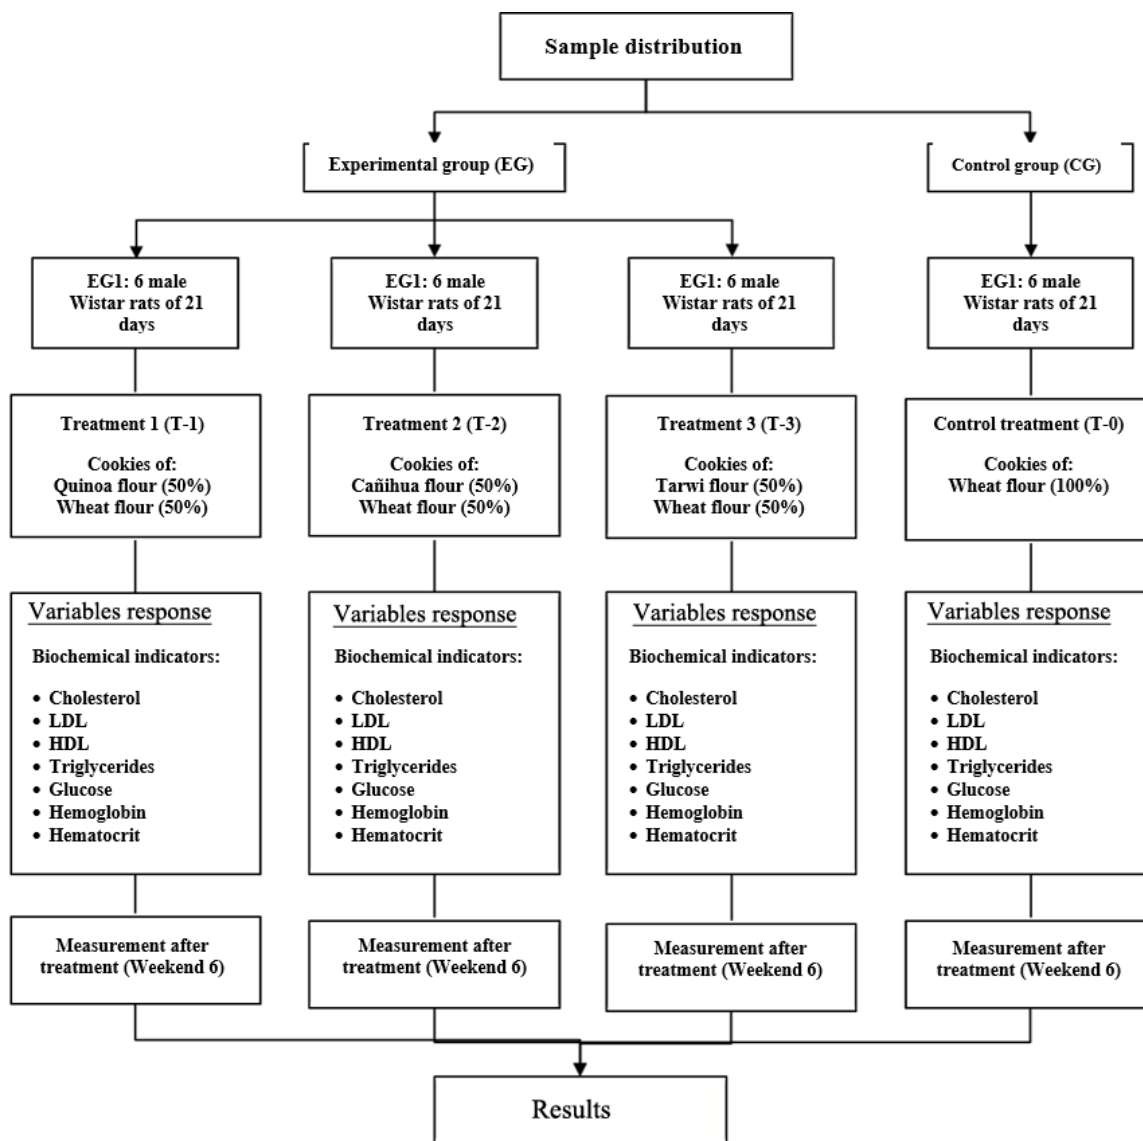 Sample distribution
Experimental group (EG)
Control group (CG)
EG1: 6 male
Wistar rats of 21
days
EG1: 6 male
Wistar rats of 21
days
EG1: 6 male
Wistar rats of 21
days
EG1: 6 male
Wistar rats of 21
days
Treatment 1 (T-1)
Cookies of:
Quinoa flour (50%)
Wheat flour (50%)
Treatment 2 (T-2)
Cookies of:
Cañihua flour (50%)
Wheat flour (50%)
Treatment 3 (T-3)
Cookies of:
Tarwi flour (50%)
Wheat flour (50%)
Control treatment (T-0)
Cookies of:
Wheat flour (100%)
Variables response
Biochemical indicators:
• Cholesterol
• LDL
• HDL
• Triglycerides
• Glucose
• Hemoglobin
• Hematocrit
Variables response
Biochemical indicators:
• Cholesterol
• LDL
• HDL
• Triglycerides
• Glucose
• Hemoglobin
• Hematocrit
Variables response
Biochemical indicators:
• Cholesterol
• LDL
• HDL
• Triglycerides
• Glucose
• Hemoglobin
• Hematocrit
Variables response
Biochemical indicators:
• Cholesterol
• LDL
• HDL
• Triglycerides
• Glucose
• Hemoglobin
• Hematocrit
Measurement after
treatment (Weekend 6)
Measurement after
treatment (Weekend 6)
Measurement after
treatment (Weekend 6)
Measurement after
treatment (Weekend 6)
Results